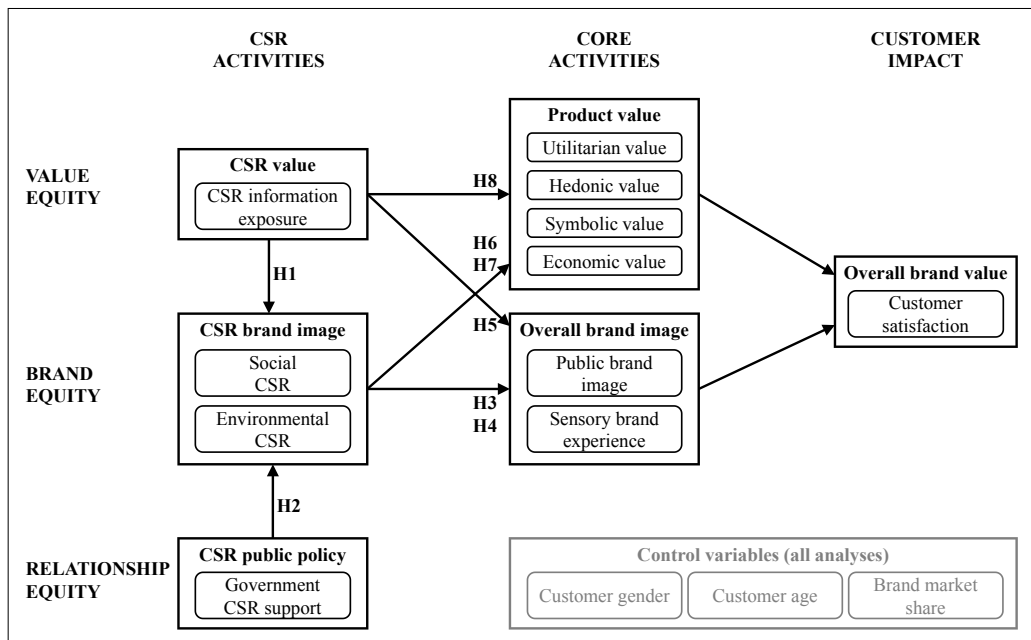 CSR
ACTIVITIES
CORE
ACTIVITIES
CUSTOMER
IMPACT
VALUE
EQUITY
CSR value
CSR information
exposure
H1
H8
H6
H7
H5
Product value
Utilitarian value
Hedonic value
Symbolic value
Economic value
Overall brand value
Customer
satisfaction
BRAND
EQUITY
CSR brand image
Social
CSR
Environmental
CSR
H3
H4
Overall brand image
Public brand
image
Sensory brand
experience
H2
RELATIONSHIP
EQUITY
CSR public policy
Government
CSR support
Control variables (all analyses)
Customer gender
Customer age
Brand market
share